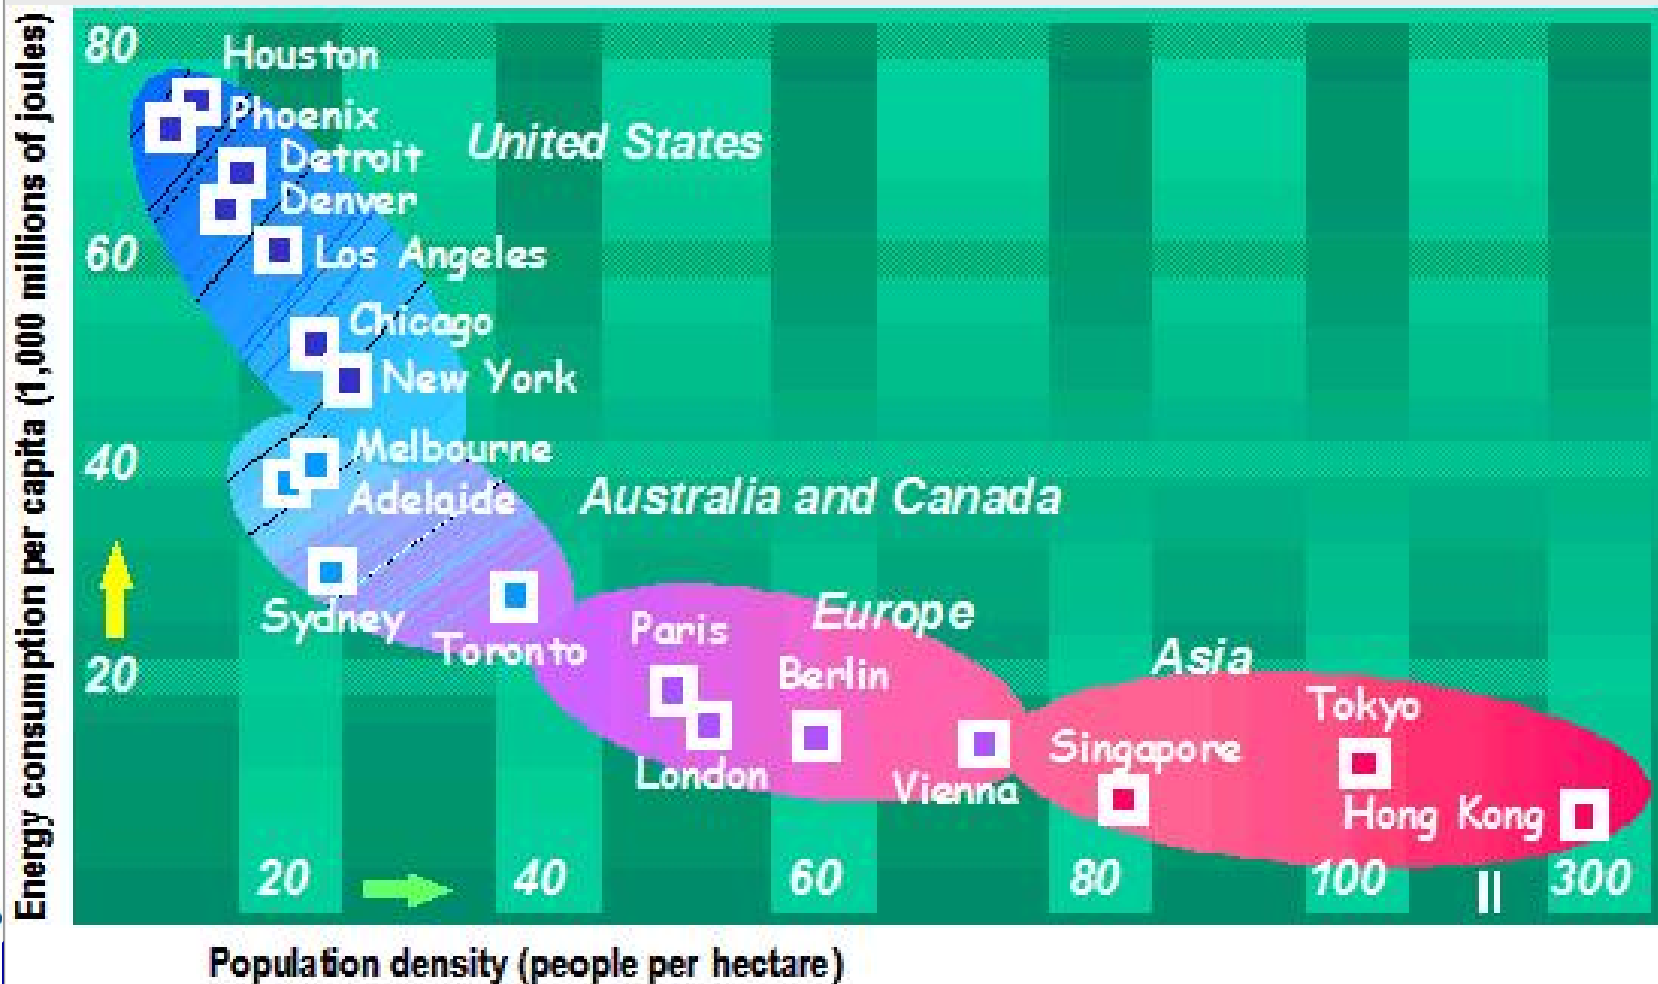 Energy consumption per capita (1,000 millions of joules)
80
Houston
Phoenix
United States
Detroit
Denver
60
Los Angeles
Chicago
New York
Melbourne
40
Adelaide
Australia and Canada
Sydney
Europe
Paris
Toronto
Asia
20
Berlin
Tokyo
Singapore
London
Vienna
Hong Kong
20
40
60
80
100
300
Population density (people per hectare)